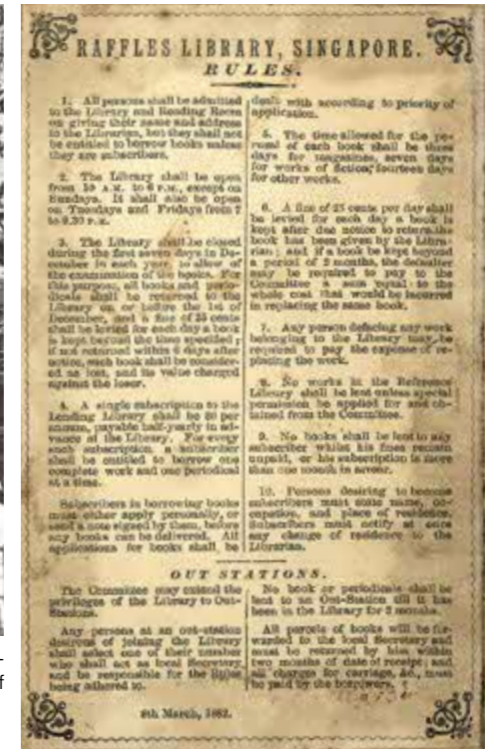 RAFFLES LIBRARY, SINGAPORE.
RULES.
1. All persons shall be admitted
to the Library and Reading Room
on giving their name and address
to the Librarian, but they shall not
be entitled to borrow books unless
they are subscribers.
2. The Library shall be open
from 10 A.M. to 6 P.M., except on
Sundays. It shall also be open
on Tuesdays and Fridays from 7
to 9.30 P.M.
3. The Library shall be closed
during the first seven days in De-
cember in each year, to allow of
the examination of the books. For
this purpose, all books and perio-
dicals shall be returned to the
Library on or before the 1st of
December, and a fine of 25 cents
shall be levied for each day a book
is kept beyond the time specified;
if not returned within 6 days after
notice, each book shall be consider-
ed as lost, and its value charged
against the loser.
4. A single subscription to the
Lending Library shall be per
annum, payable half-yearly in ad-
vance at the Library. For every
such subscription a subscriber
shall be entitled to borrow one
complete work and one periodical
at a time.
Subscribers in borrowing books
must either apply personally, or
send a note signed by them, before
any books can be delivered. All
applications for books shall be
dealt with according to priority of
application.
5. The time allowed for the pe-
rusal of each book shall be three
days for magazines, seven days
for works of fiction, fourteen days
for other works.
6. A fine of 25 cents per day shall
be levied for each day a book is
kept after due notice to return the
book has been given by the Libra-
rian; and if a book be kept beyond
a period of 2 months, the defaulter
may be required to pay to the
Committee a sum equal to the
whole cost that would be incurred
in replacing the same book.
7. Any person defacing any work
belonging to the Library may be
required to pay the expense of re-
placing the work.
8. No works in the Reference
Library shall be lent unless special
permission be applied for and ob-
tained from the Committee.
9. No books shall be lent to any
subscriber whilst his fines remain
unpaid, or his subscription is more
than one month in arrear.
10. Persons desiring to become
subscribers must state name, oc-
cupation, and place of residence.
Subscribers must notify at once
any change of residence to the
Librarian.
OUT STATIONS.
The Committee may extend the
privileges of the Library to Out-
Stations.
Any persons at an out-station
desirous of joining the Library
shall select one of their number
who shall act as local Secretary,
and be responsible for the Rules
being adhered to.
No book or periodicals shall be
lent to an Out-Station till it has
been in the Library for 2 months.
All parcels of books will be for-
warded to the local Secretary and
must be returned by him within
two months of date of receipt; and
all charges for carriage, &c., must
be paid by the borrowers.
8th March, 1882.